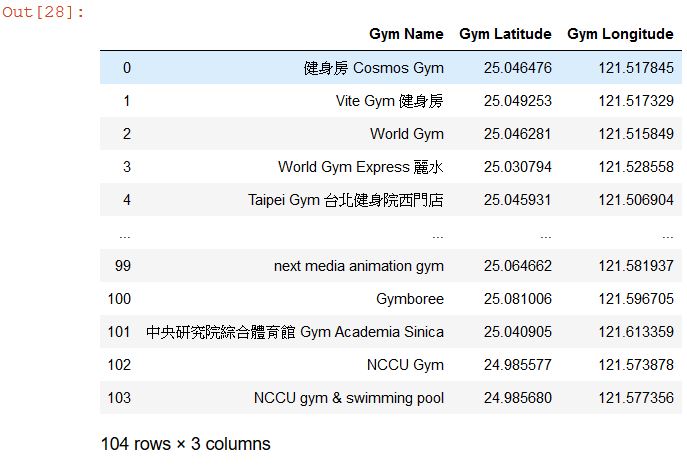 Out[28]:
Gym Name Gym Latitude Gym Longitude
0 健身房 Cosmos Gym 25.046476 121.517845
1 Vite Gym 健身房 25.049253 121.517329
2 World Gym 25.046281 121.515849
3 World Gym Express 麗水 25.030794 121.528558
4 Taipei Gym 台北健身院西門店 25.045931 121.506904
... ... ... ...
99 next media animation gym 25.064662 121.581937
100 Gymboree 25.081006 121.596705
101 中央研究院綜合體育館 Gym Academia Sinica 25.040905 121.613359
102 NCCU Gym 24.985577 121.573878
103 NCCU gym & swimming pool 24.985680 121.577356
104 rows × 3 columns